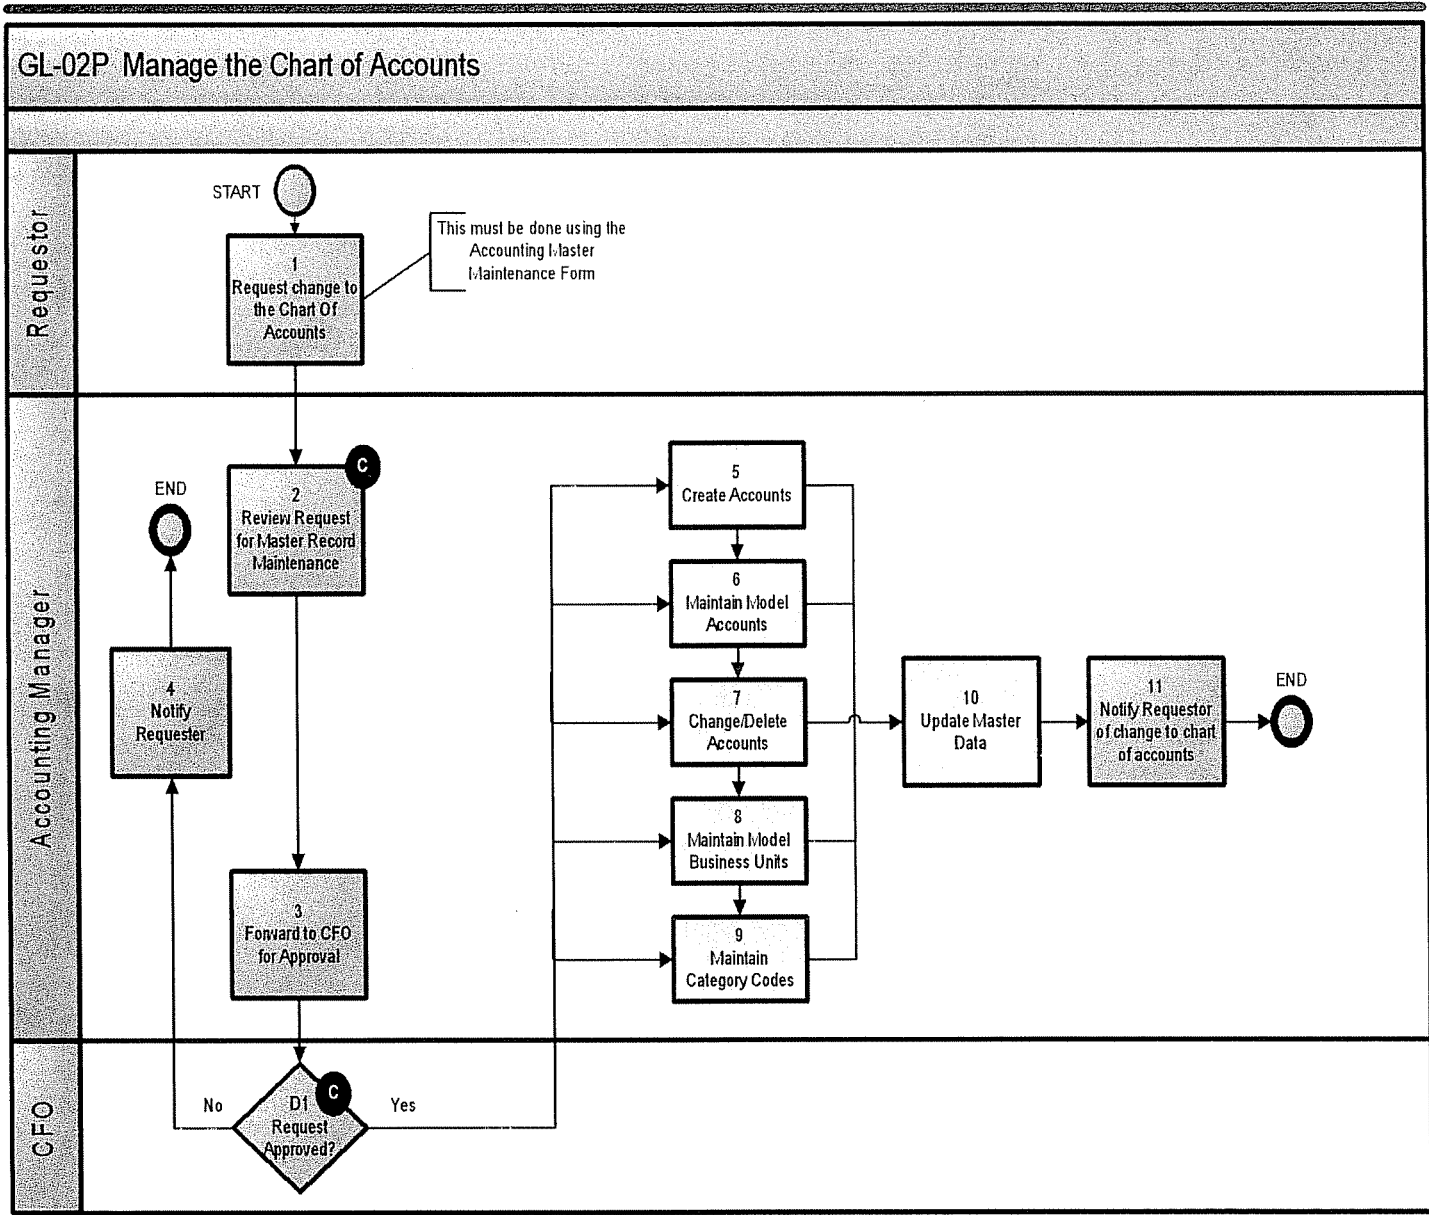 GL-02P Manage the Chart of Accounts
Requestor
START
1
Request change to
the Chart Of
Accounts
This must be done using the
Accounting Master
Maintenance Form
Accounting Manager
END
C
2
Review Request
for Master Record
Maintenance
4
Notify
Requester
3
Forward to CFO
for Approval
5
Create Accounts
6
Maintain Model
Accounts
7
Change/Delete
Accounts
8
Maintain Model
Business Units
9
Maintain
Category Codes
10
Update Master
Data
11
Notify Requestor
of change to chart
of accounts
END
CFO
No
C
D1
Request
Approved?
Yes